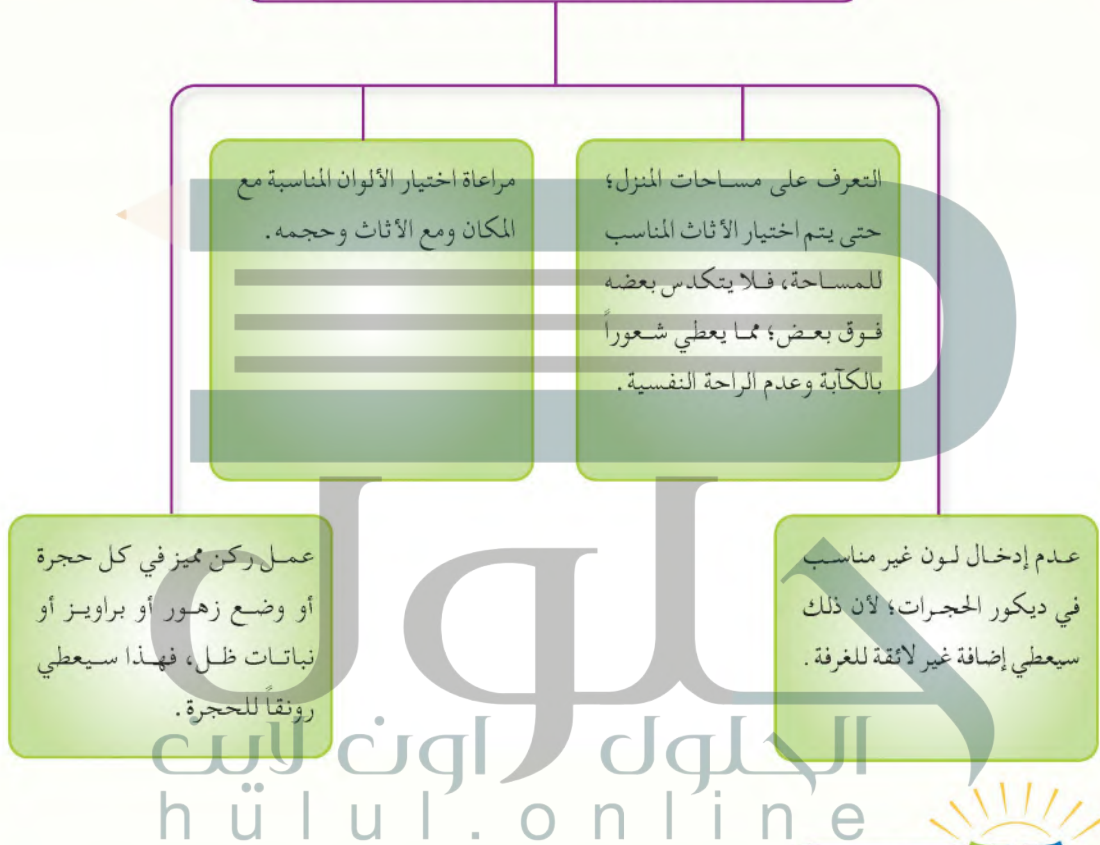 التعرف على مساحات المنزل؛
حتى يتم اختيار الأثاث المناسب
للمساحة، فلا يتكدس بعضه
فوق بعض؛ مما يعطي شعوراً
بالكآبة وعدم الراحة النفسية.
مراعاة اختيار الألوان المناسبة مع
المكان ومع الأثاث وحجمه.
عدم إدخال لون غير مناسب
في ديكور الحجرات؛ لأن ذلك
سيعطي إضافة غير لائقة للغرفة.
عمل ركن مميز في كل حجرة
أو وضع زهور أو براويز أو
نباتات ظل، فهذا سيعطي
رونقاً للحجرة.
حلول
الحلول اون لاين
hülul.online